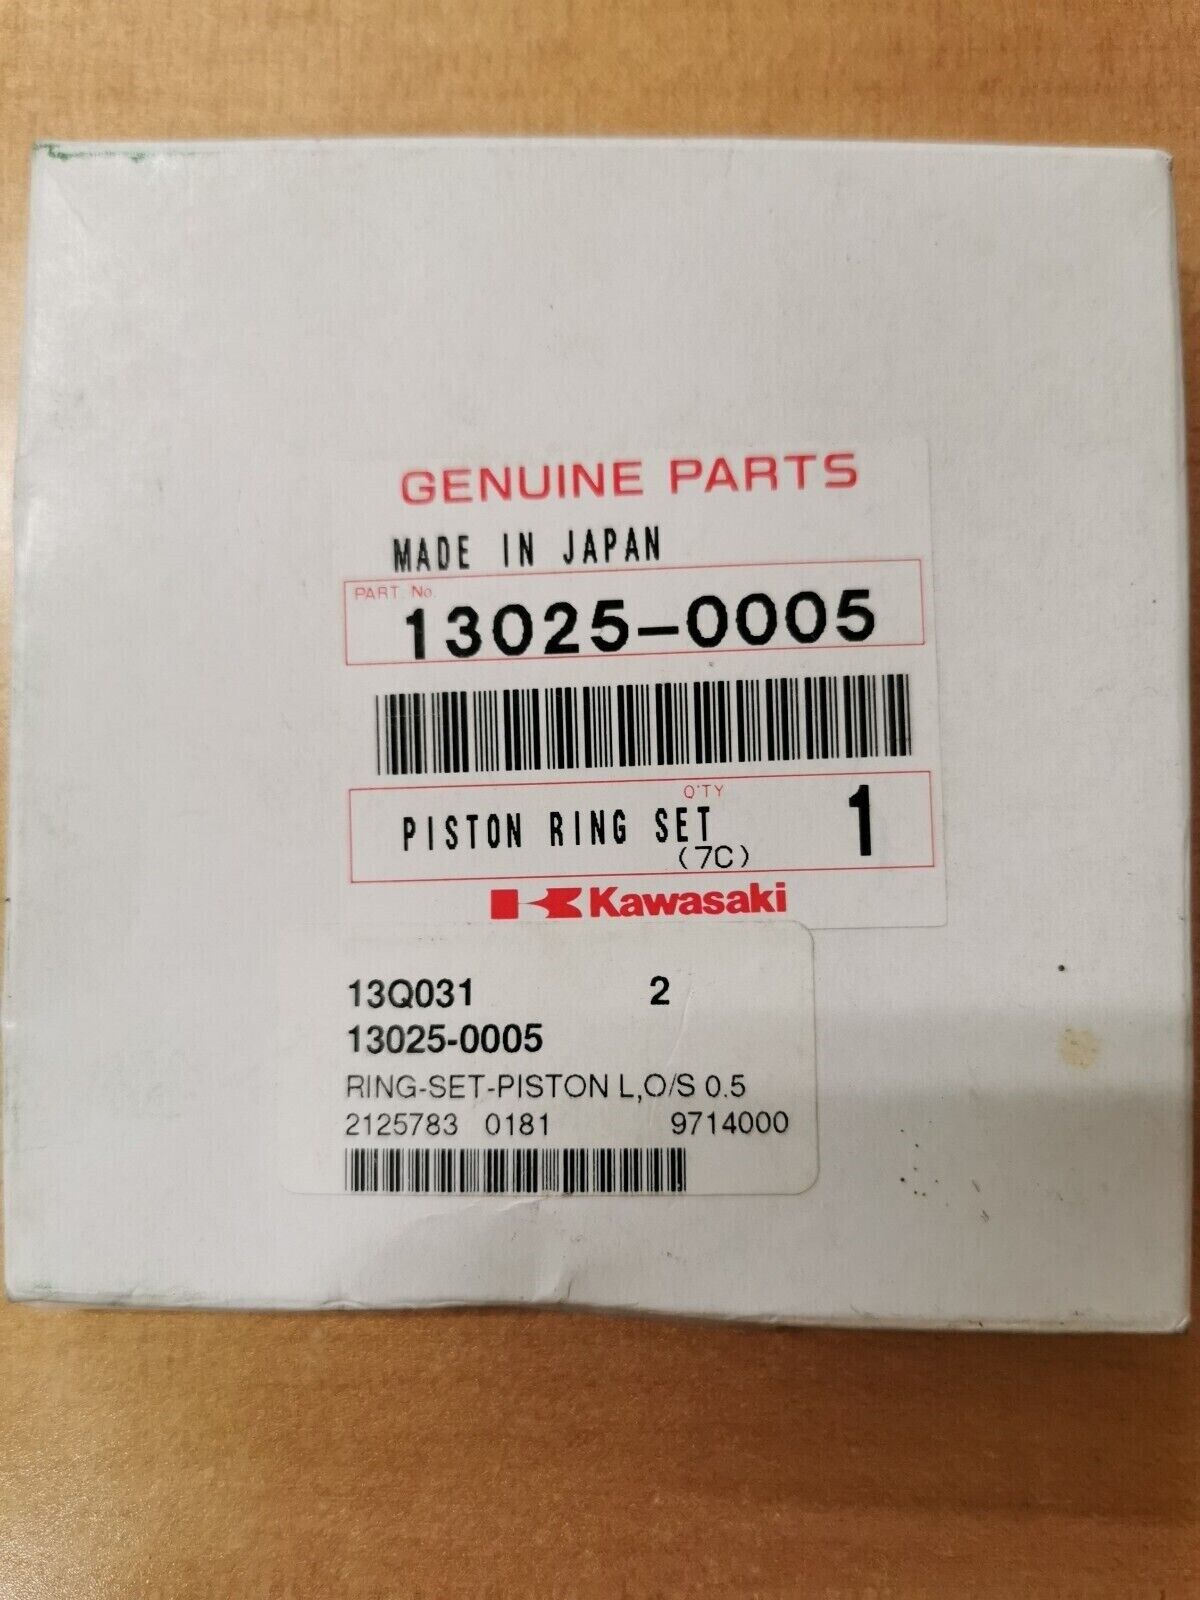 GENUINE PARTS
MADE IN JAPAN
PART. No.
13025-0005
Q'TY
PISTON RING SET 1
(7C)
Kawasaki
13Q031 2
13025-0005
RING-SET-PISTON L,O/S 0.5
2125783 0181 9714000